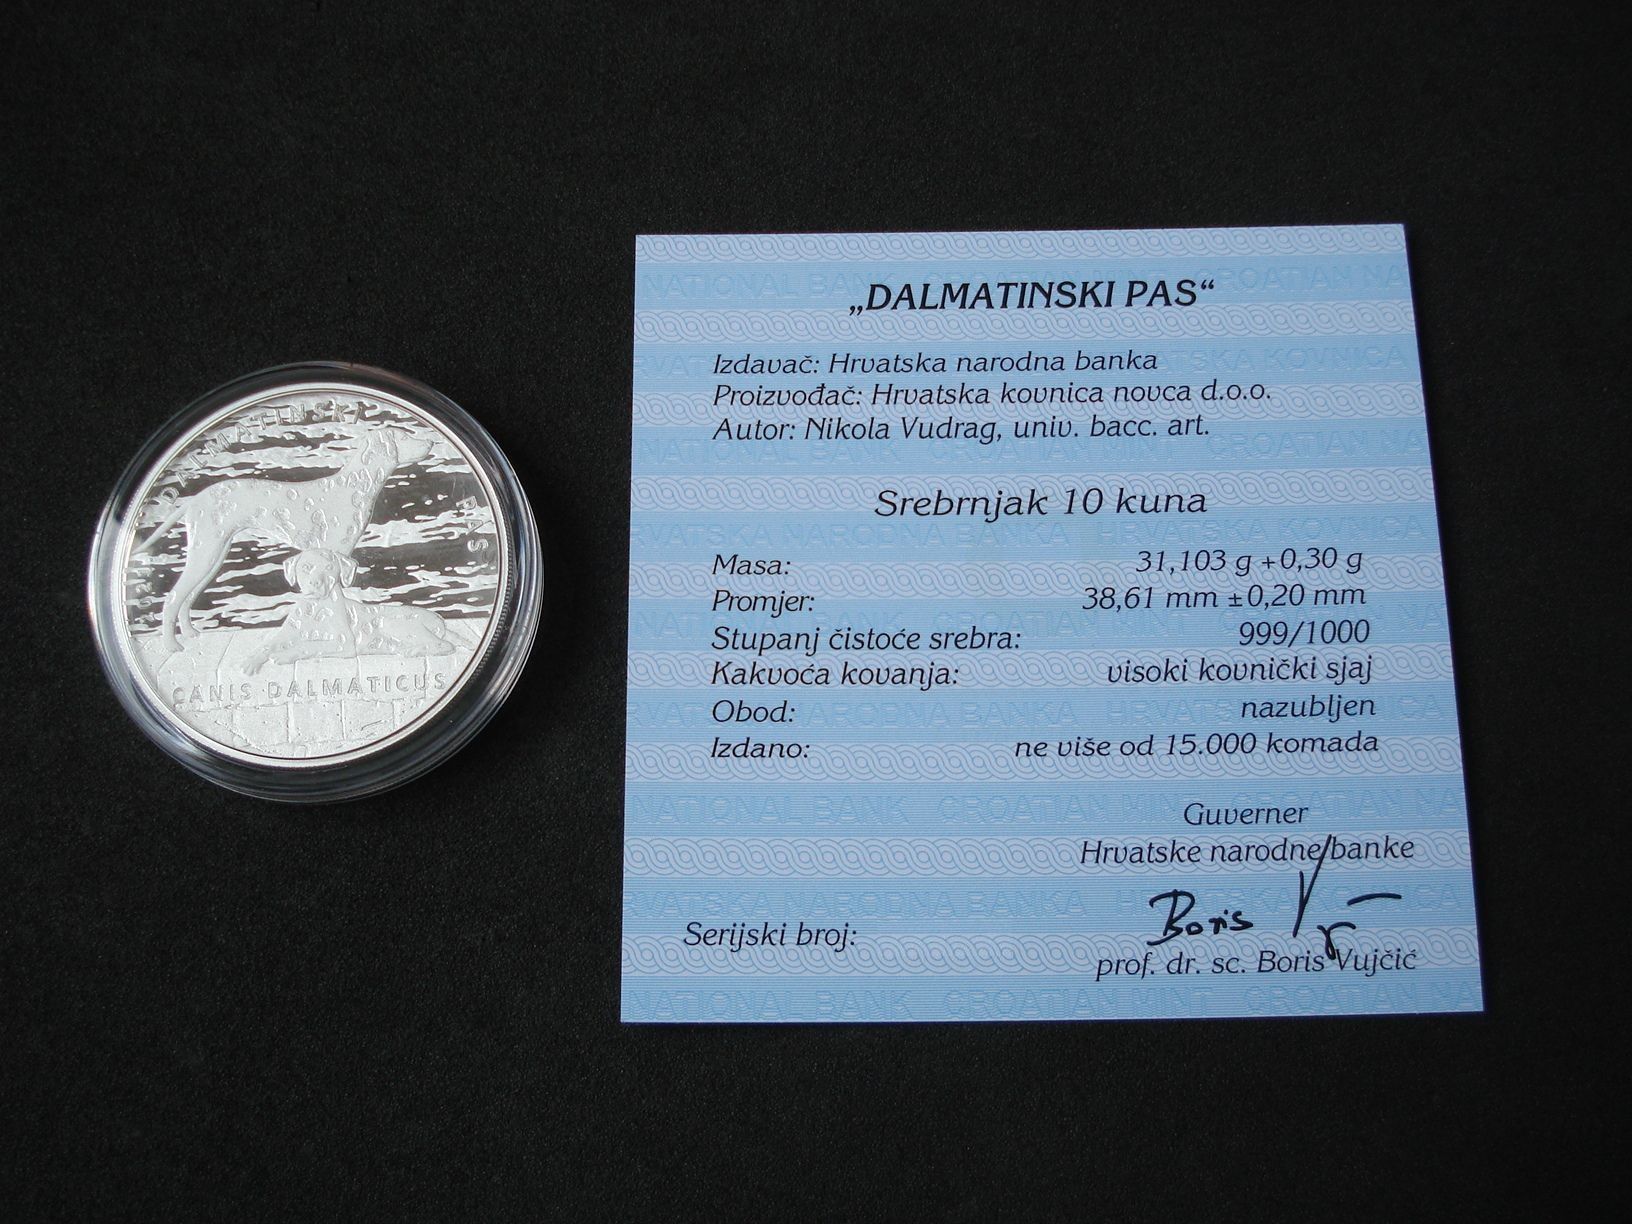 DALMATINSKI PAS
2021.
CANIS DALMATICUS
„DALMATINSKI PAS“
Izdavač: Hrvatska narodna banka
Proizvođač: Hrvatska kovnica novca d.o.o.
Autor: Nikola Vudrag, univ. bacc. art.
Srebrnjak 10 kuna
Masa: 31,103 g +0,30 g
Promjer: 38,61 mm ±0,20 mm
Stupanj čistoće srebra: 999/1000
Kakvoća kovanja: visoki kovnički sjaj
Obod: nazubljen
Izdano: ne više od 15.000 komada
Guverner
Hrvatske narodne banke
Boris
Serijski broj:
prof. dr. sc. Boris Vujčić